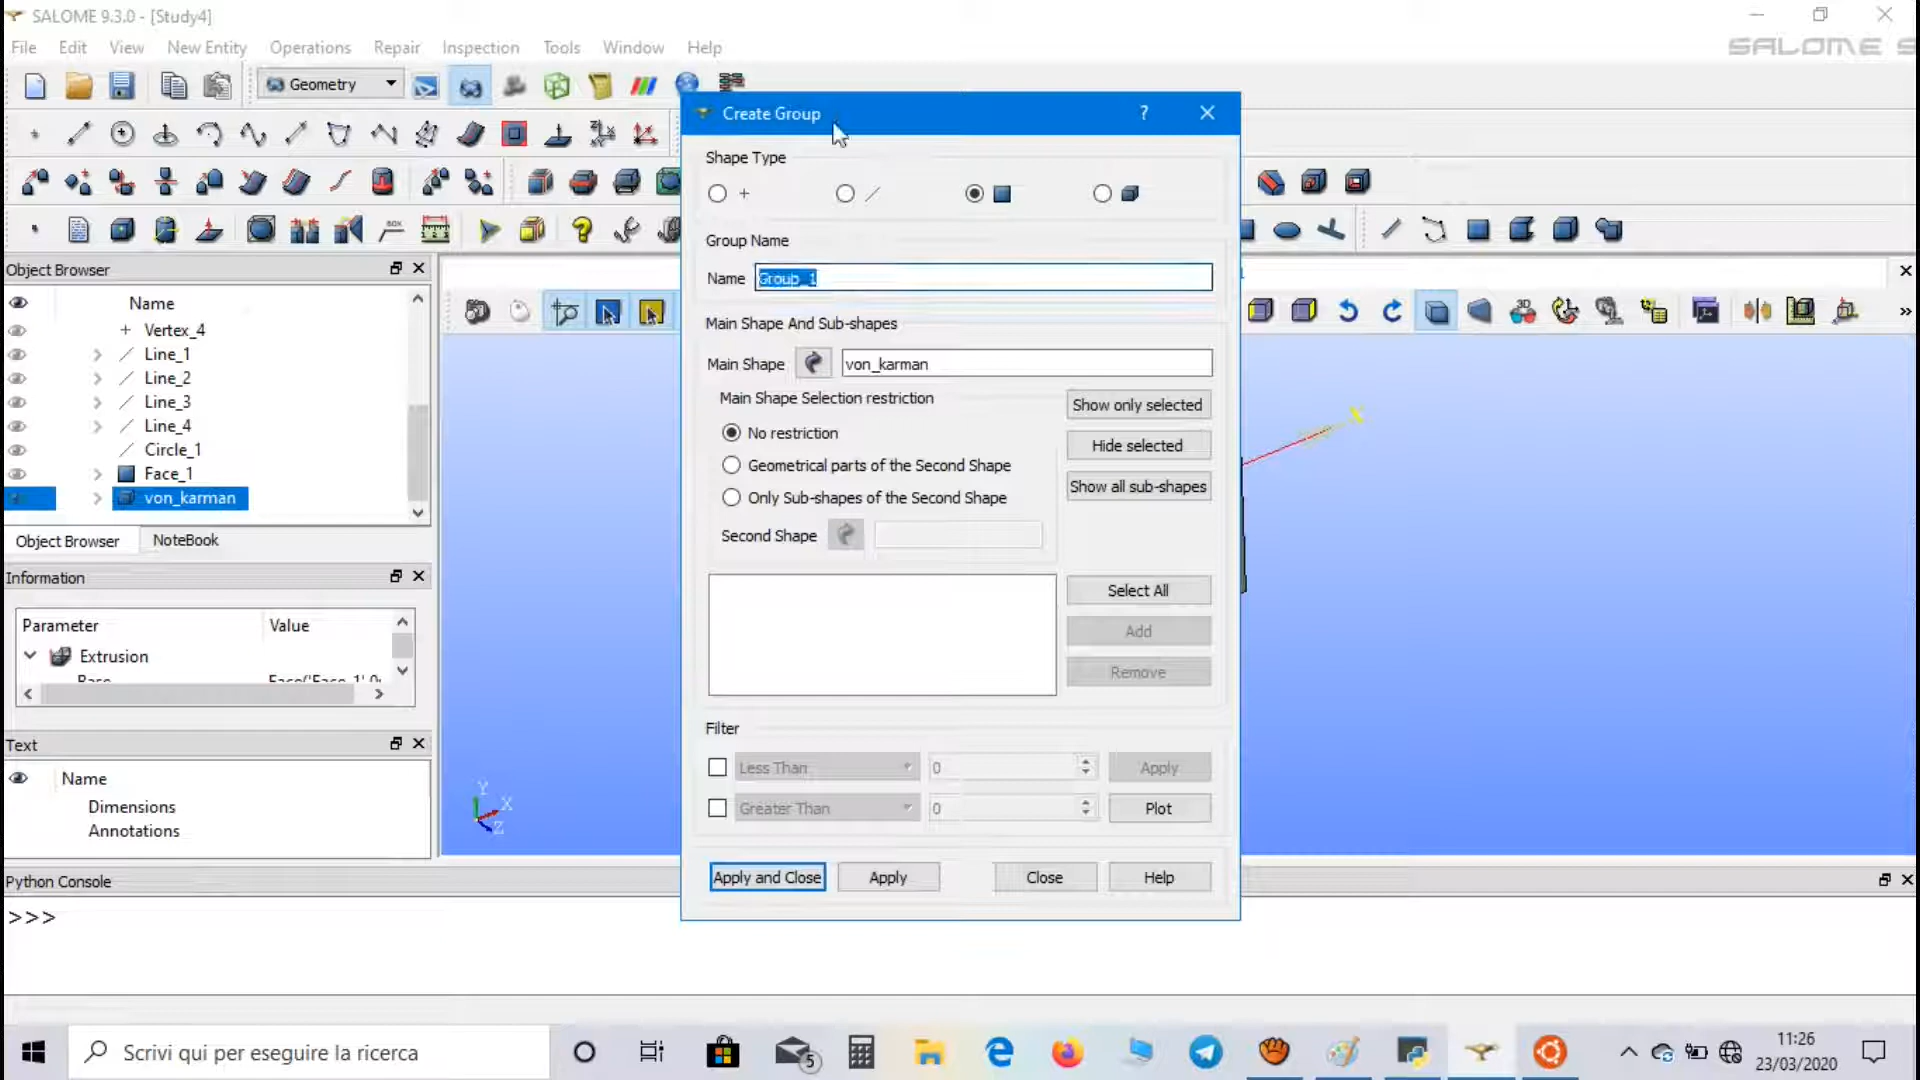 SALOME 9.3.0 - [Study4]
File Edit View New Entity Operations Repair Inspection Tools Window Help
SALOME
Geometry
Create Group
?
Shape Type
Group Name
Name Group_1
Main Shape And Sub-shapes
Main Shape von_karman
Main Shape Selection restriction
No restriction
Geometrical parts of the Second Shape
Only Sub-shapes of the Second Shape
Second Shape
Show only selected
Hide selected
Show all sub-shapes
Select All
Add
Remove
Filter
Less Than 0 Apply
Greater Than 0 Plot
Apply and Close Apply Close Help
Object Browser
Name
Vertex_4
Line_1
Line_2
Line_3
Line_4
Circle_1
Face_1
von_karman
Object Browser NoteBook
Information
Parameter Value
Extrusion
Base Face('Face_1'
Text
Name
Dimensions
Annotations
X
Y
X
Z
Python Console
>>>
Scrivi qui per eseguire la ricerca
5
11:26
23/03/2020